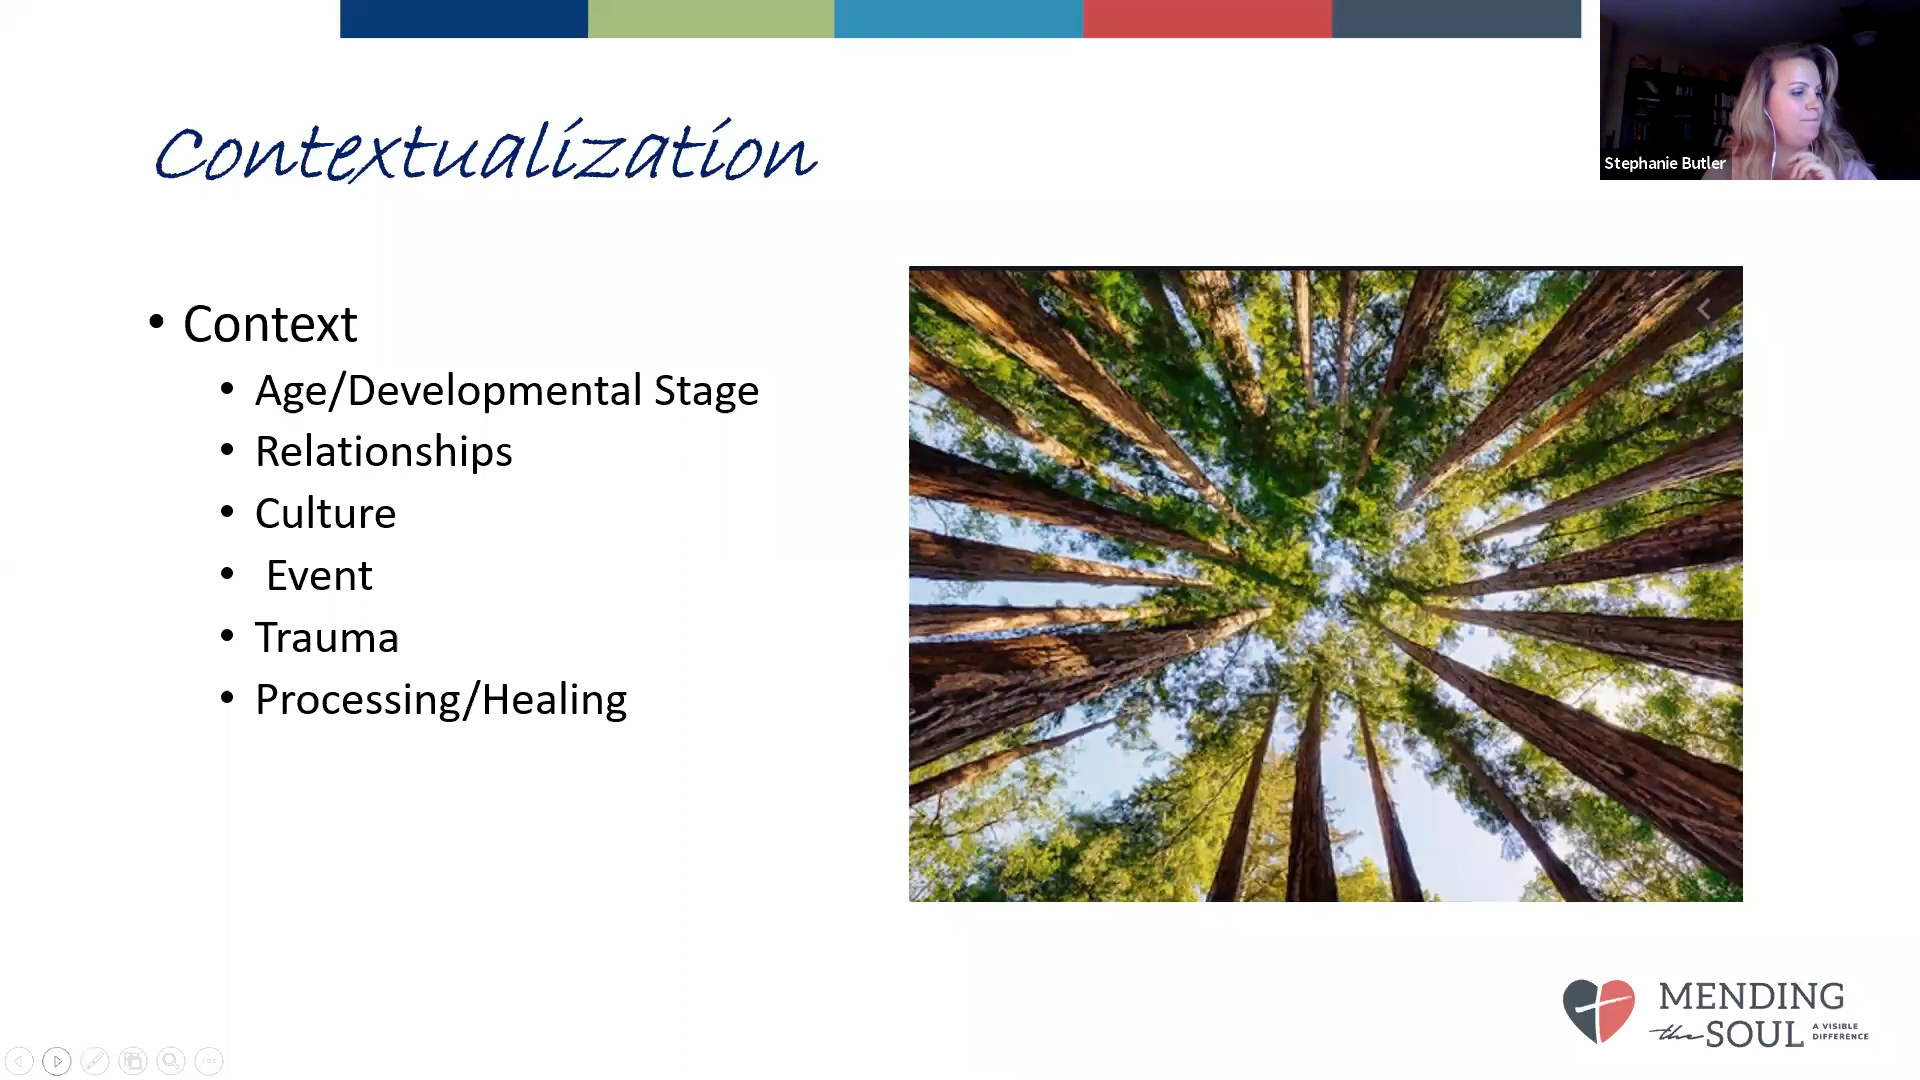 Contextualization
Stephanie Butler
• Context
• Age/Developmental Stage
• Relationships
• Culture
• Event
• Trauma
• Processing/Healing
MENDING
the SOUL
A VISIBLE
DIFFERENCE